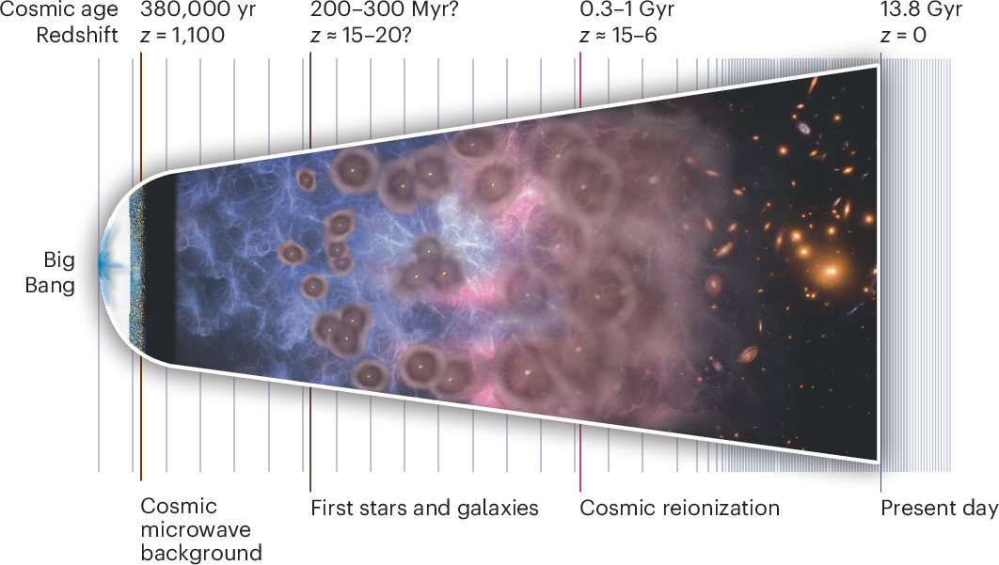 Cosmic age
Redshift
380,000 yr
z = 1,100
200–300 Myr?
z ≈ 15–20?
0.3–1 Gyr
z ≈ 15–6
13.8 Gyr
z = 0
Big
Bang
Cosmic
microwave
background
First stars and galaxies
Cosmic reionization
Present day